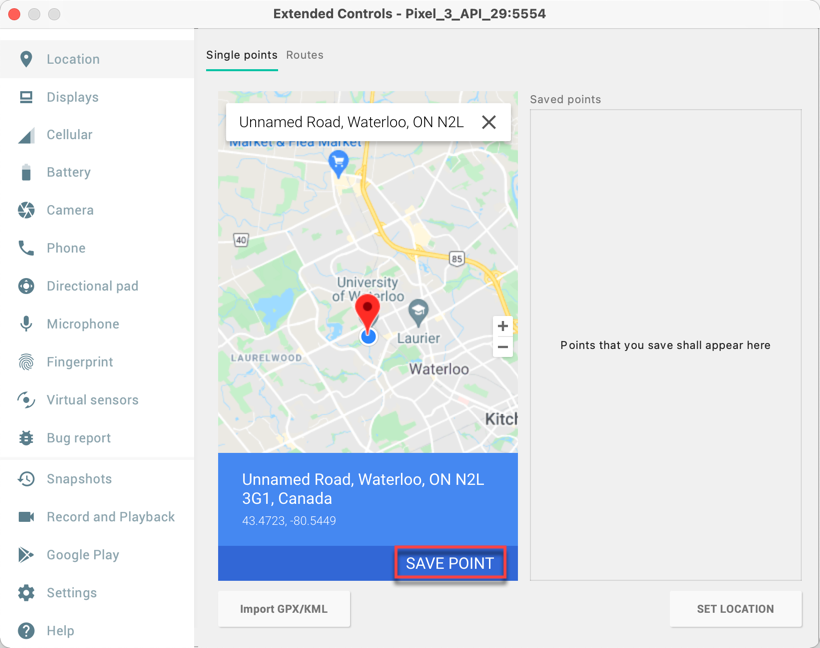 Extended Controls - Pixel_3_API_29:5554
Location
Displays
Cellular
Battery
Camera
Phone
Directional pad
Microphone
Fingerprint
Virtual sensors
Bug report
Snapshots
Record and Playback
Google Play
Settings
Help
Single points
Routes
Unnamed Road, Waterloo, ON N2L
Market & Flea Market
40
85
University
of Waterloo
Laurier
LAURELWOOD
Waterloo
Kitc
+
−
Unnamed Road, Waterloo, ON N2L
3G1, Canada
43.4723, -80.5449
SAVE POINT
Import GPX/KML
Saved points
Points that you save shall appear here
SET LOCATION